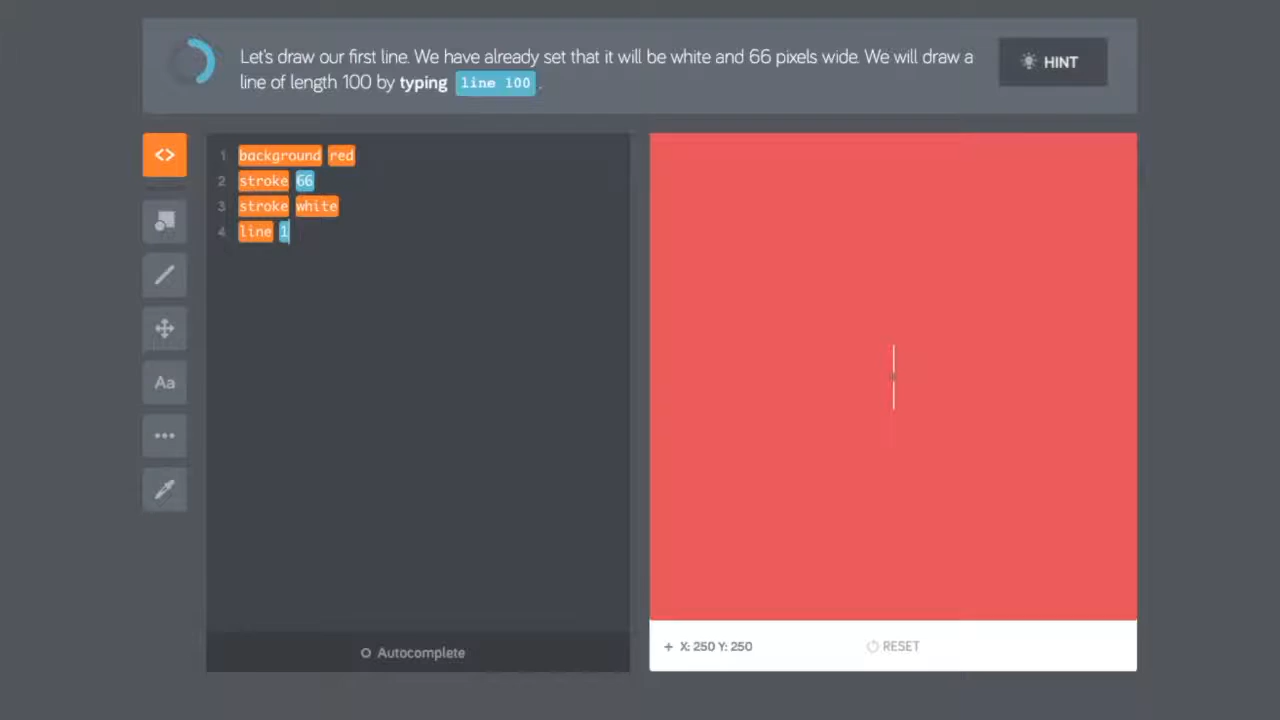 Let's draw our first line. We have already set that it will be white and 66 pixels wide. We will draw a
line of length 100 by typing line 100 .
HINT
1 background red
2 stroke 66
3 stroke white
4 line 1
Aa
Autocomplete
+ X: 250 Y: 250
RESET